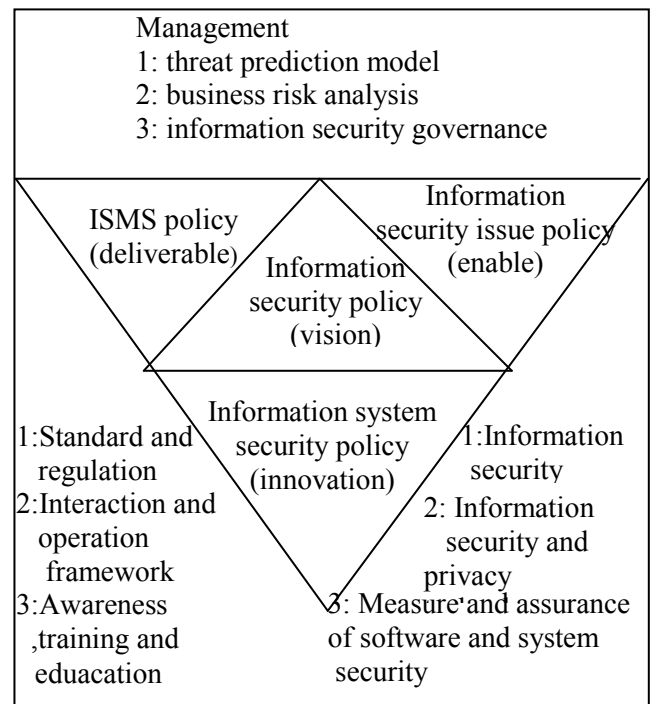 Management
1: threat prediction model
2: business risk analysis
3: information security governance
ISMS policy
(deliverable)
Information
security issue policy
(enable)
Information
security policy
(vision)
Information system
security policy
(innovation)
1:Standard and
regulation
2:Interaction and
operation
framework
3:Awareness
,training and
eduacation
1:Information
security
2: Information
security and
privacy
3: Measure and assurance
of software and system
security